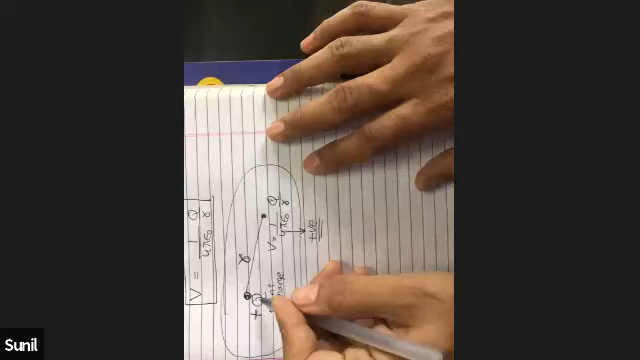 V = 1/4πε₀ Q/r
r
V = 1/4πε₀ Q/r
+Q
charge
+ve
Sunil